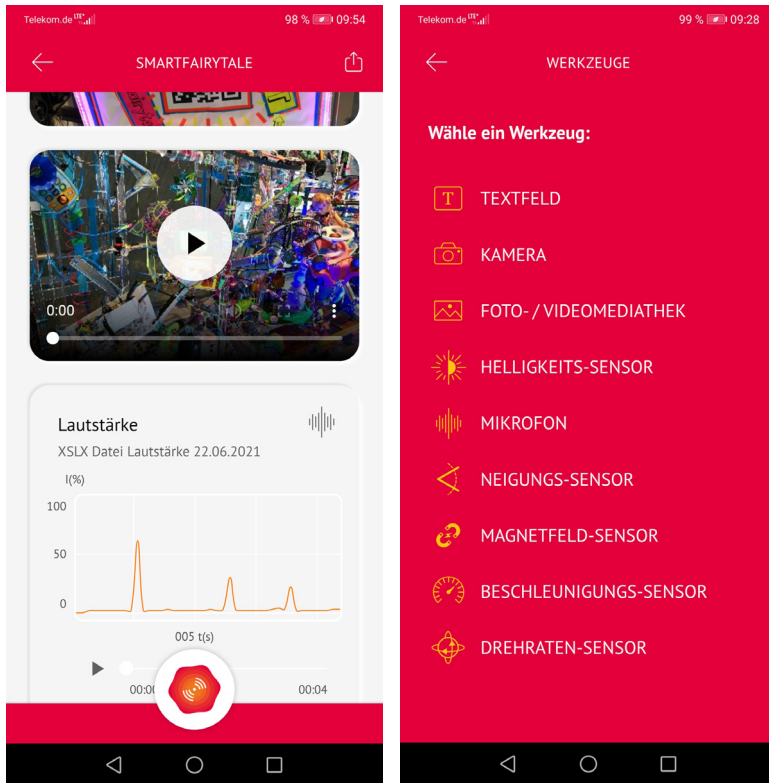 Telekom.de LTE+ 98 % 09:54
SMARTFAIRYTALE
0:00
Lautstärke
XSLX Datei Lautstärke 22.06.2021
I(%)
100
50
0
005 t(s)
00:04
Telekom.de LTE+ 99 % 09:28
WERKZEUGE
Wähle ein Werkzeug:
T TEXTFELD
KAMERA
FOTO- / VIDEOMEDIATHEK
HELLIGKEITS-SENSOR
MIKROFON
NEIGUNGS-SENSOR
MAGNETFELD-SENSOR
BESCHLEUNIGUNGS-SENSOR
DREHRATEN-SENSOR